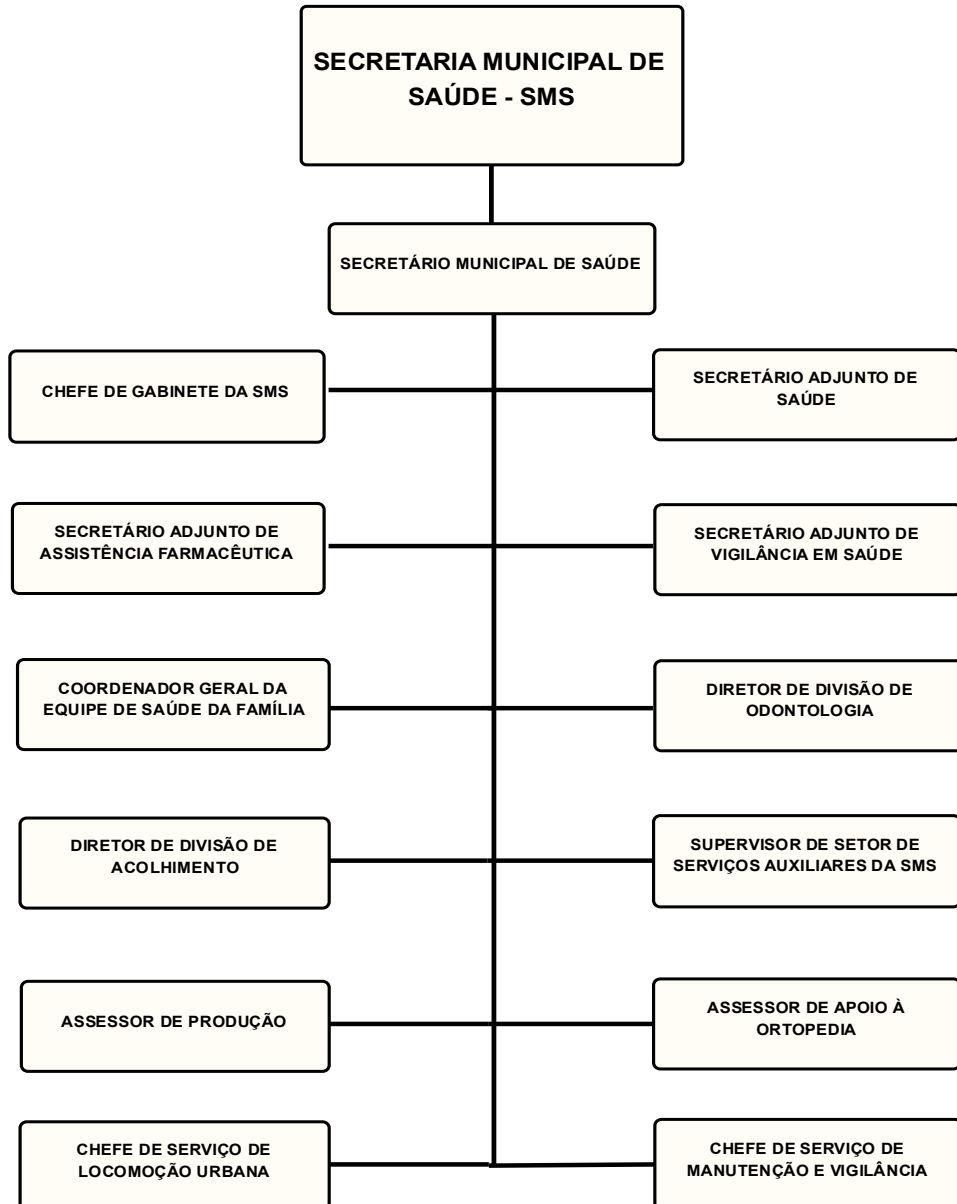 SECRETARIA MUNICIPAL DE
SAÚDE - SMS
SECRETÁRIO MUNICIPAL DE SAÚDE
CHEFE DE GABINETE DA SMS
SECRETÁRIO ADJUNTO DE
SAÚDE
SECRETÁRIO ADJUNTO DE
ASSISTÊNCIA FARMACÊUTICA
SECRETÁRIO ADJUNTO DE
VIGILÂNCIA EM SAÚDE
COORDENADOR GERAL DA
EQUIPE DE SAÚDE DA FAMÍLIA
DIRETOR DE DIVISÃO DE
ODONTOLOGIA
DIRETOR DE DIVISÃO DE
ACOLHIMENTO
SUPERVISOR DE SETOR DE
SERVIÇOS AUXILIARES DA SMS
ASSESSOR DE PRODUÇÃO
ASSESSOR DE APOIO À
ORTOPEDIA
CHEFE DE SERVIÇO DE
LOCOMOÇÃO URBANA
CHEFE DE SERVIÇO DE
MANUTENÇÃO E VIGILÂNCIA